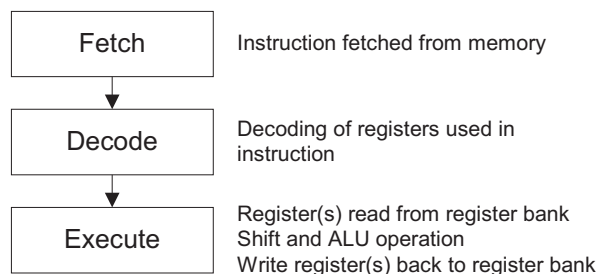 Fetch
Instruction fetched from memory
Decode
Decoding of registers used in
instruction
Execute
Register(s) read from register bank
Shift and ALU operation
Write register(s) back to register bank